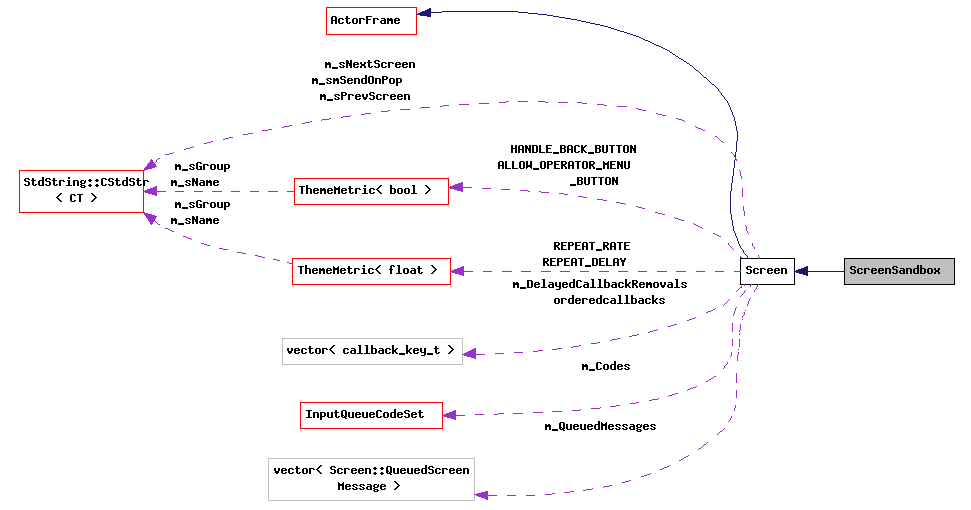 ActorFrame
m_sNextScreen
m_smSendOnPop
m_sPrevScreen
HANDLE_BACK_BUTTON
ALLOW_OPERATOR_MENU
_BUTTON
m_sGroup
m_sName
StdString::CStdStr
< CT >
ThemeMetric< bool >
m_sGroup
m_sName
REPEAT_RATE
REPEAT_DELAY
ThemeMetric< float >
Screen
ScreenSandbox
m_DelayedCallbackRemovals
orderedcallbacks
vector< callback_key_t >
m_Codes
InputQueueCodeSet
m_QueuedMessages
vector< Screen::QueuedScreen
Message >